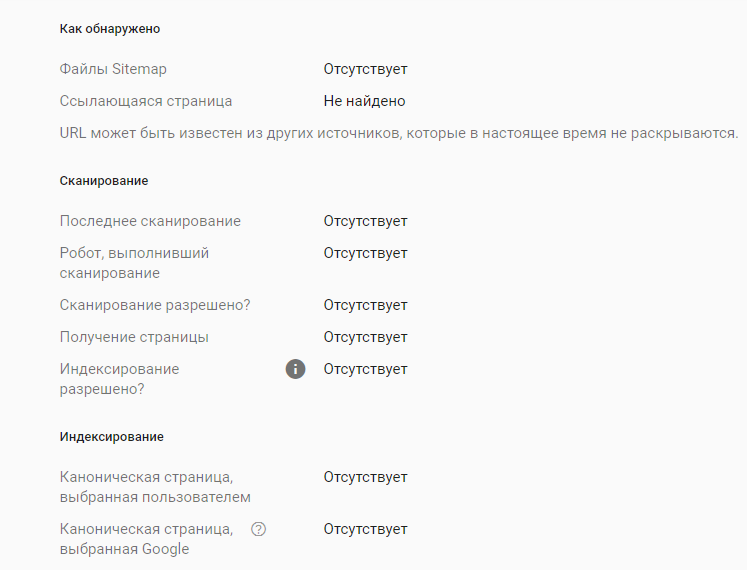 Как обнаружено
Файлы Sitemap Отсутствует
Ссылающаяся страница Не найдено
URL может быть известен из других источников, которые в настоящее время не раскрываются.
Сканирование
Последнее сканирование Отсутствует
Робот, выполнивший Отсутствует
сканирование
Сканирование разрешено? Отсутствует
Получение страницы Отсутствует
Индексирование Отсутствует
разрешено?
Индексирование
Каноническая страница, Отсутствует
выбранная пользователем
Каноническая страница, Отсутствует
выбранная Google